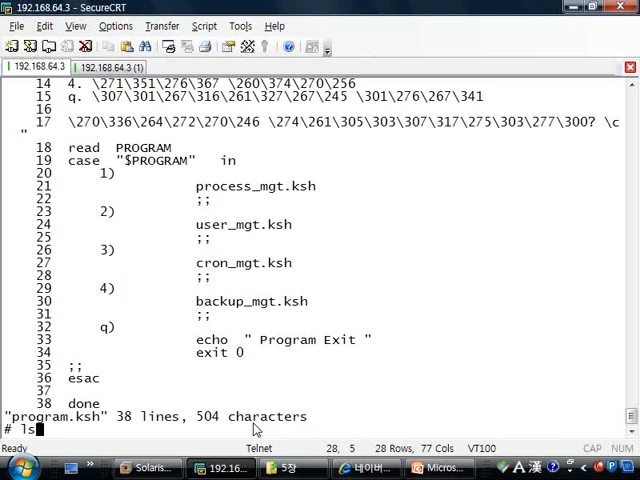 192.168.64.3 - SecureCRT
File Edit View Options Transfer Script Tools Help
192.168.64.3 192.168.64.3 (1)
14 4. \271\351\276\367 \260\374\270\256
15 q. \307\301\267\316\261\327\267\245 \301\276\267\341
16
17 \270\336\264\272\270\246 \274\261\305\303\307\317\275\303\277\300? \c
"
18 read PROGRAM
19 case "$PROGRAM" in
20 1)
21 process_mgt.ksh
22 ;;
23 2)
24 user_mgt.ksh
25 ;;
26 3)
27 cron_mgt.ksh
28 ;;
29 4)
30 backup_mgt.ksh
31 ;;
32 q)
33 echo " Program Exit "
34 exit 0
35 ;;
36 esac
37
38 done
"program.ksh" 38 lines, 504 characters
# ls
Telnet 28, 5 28 Rows, 77 Cols VT100 CAP NUM
Solaris... 192.16... 5장 네이버... Micros... A 漢